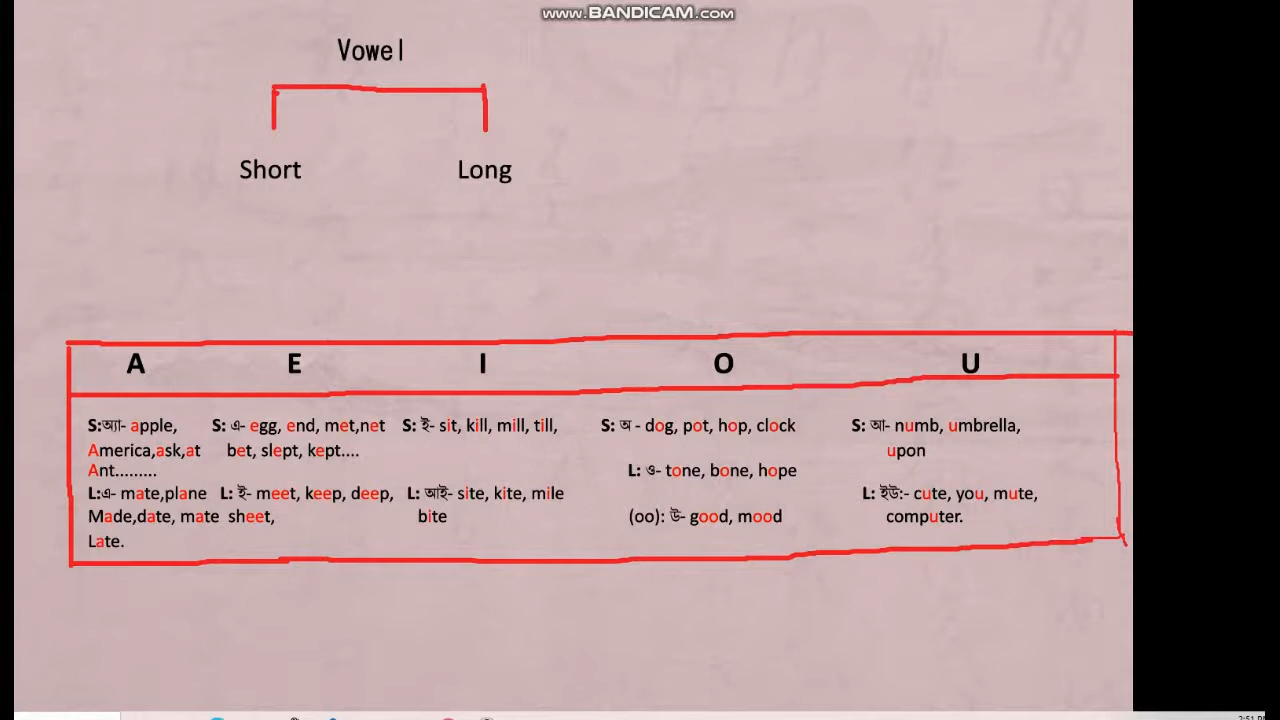 www.BANDICAM.com
Vowel
Short Long
A E I O U
S:অ্যা- apple, S: এ- egg, end, met,net S: ই- sit, kill, mill, till, S: অ - dog, pot, hop, clock S: আ- numb, umbrella,
America,ask,at bet, slept, kept.... upon
Ant......... L: ও- tone, bone, hope
L:এ- mate,plane L: ই- meet, keep, deep, L: আই- site, kite, mile L: ইউ:- cute, you, mute,
Made,date, mate sheet, bite (oo): উ- good, mood computer.
Late.